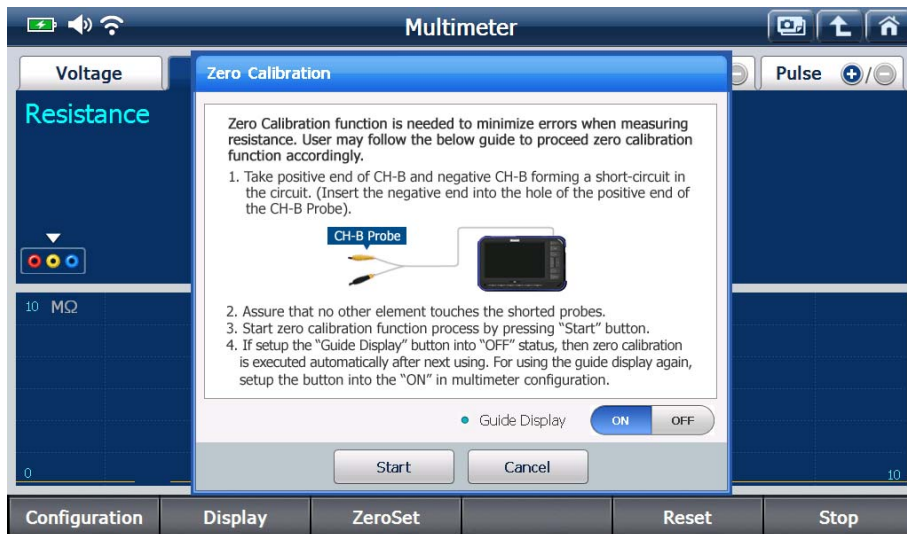 Multimeter
Voltage
Pulse +/-
Zero Calibration
Resistance
Zero Calibration function is needed to minimize errors when measuring
resistance. User may follow the below guide to proceed zero calibration
function accordingly.
1. Take positive end of CH-B and negative CH-B forming a short-circuit in
the circuit. (Insert the negative end into the hole of the positive end of
the CH-B Probe).
CH-B Probe
10 MΩ
2. Assure that no other element touches the shorted probes.
3. Start zero calibration function process by pressing “Start” button.
4. If setup the “Guide Display” button into “OFF” status, then zero calibration
is executed automatically after next using. For using the guide display again,
setup the button into the “ON” in multimeter configuration.
Guide Display ON OFF
Start Cancel
0 10
Configuration Display ZeroSet Reset Stop